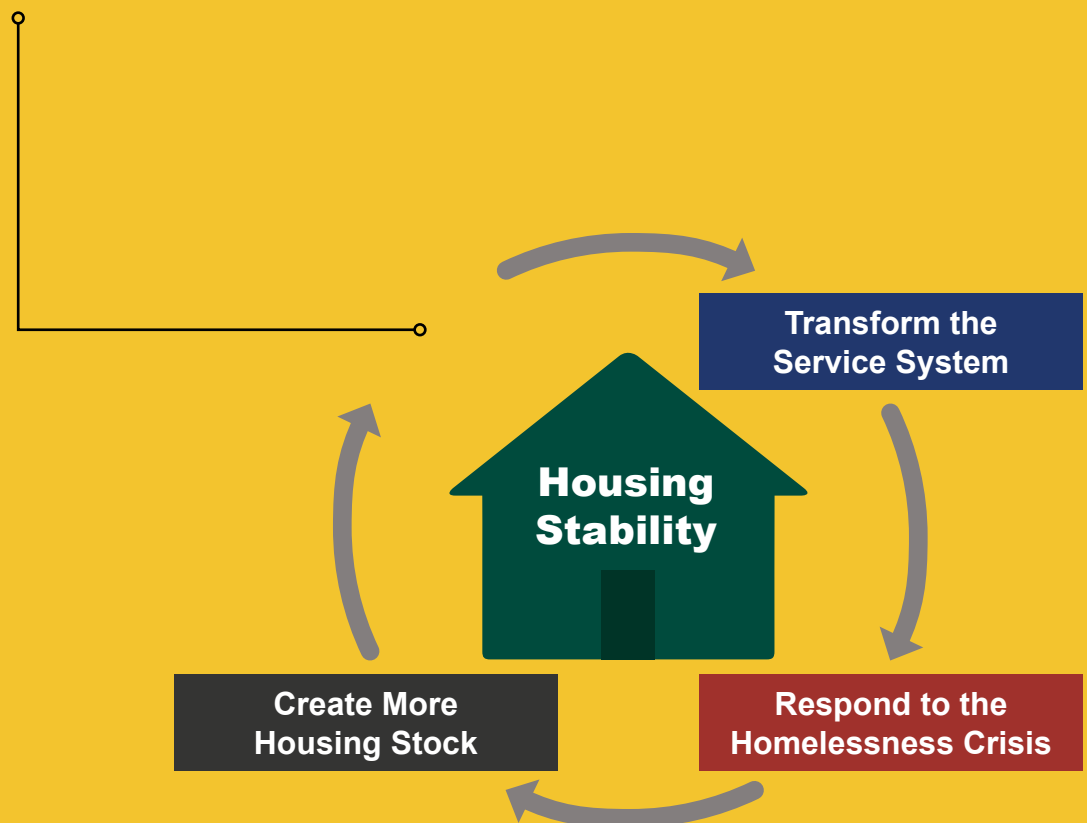 Transform the
Service System
Housing
Stability
Create More
Housing Stock
Respond to the
Homelessness Crisis